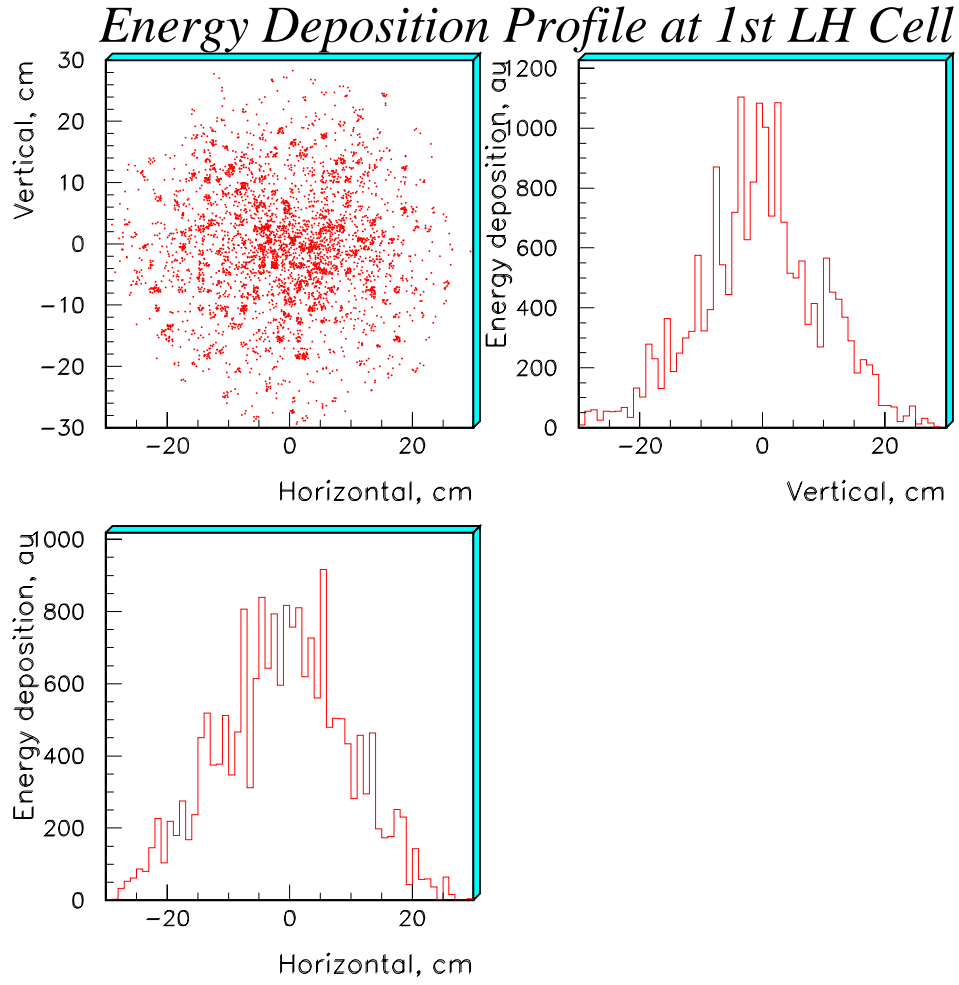 Energy Deposition Profile at 1st LH Cell
Vertical, cm
30
20
10
0
−10
−20
−30
−20 0 20
Horizontal, cm
Energy deposition, au
1200
1000
800
600
400
200
0
−20 0 20
Vertical, cm
Energy deposition, au
1000
800
600
400
200
0
−20 0 20
Horizontal, cm